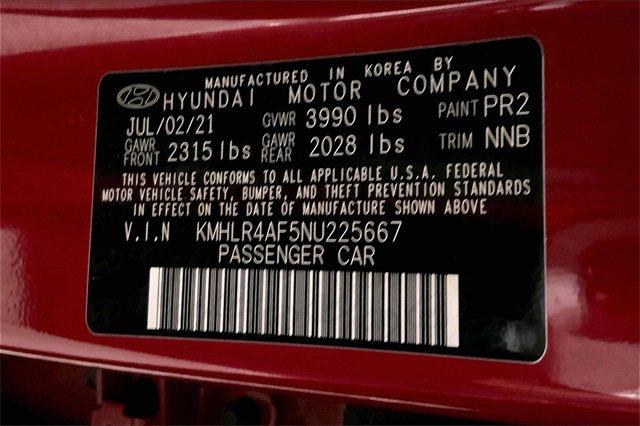 MANUFACTURED IN KOREA BY
HYUNDAI MOTOR COMPANY
JUL/02/21 GVWR 3990 lbs PAINT PR2
GAWR FRONT 2315 lbs GAWR REAR 2028 lbs TRIM NNB
THIS VEHICLE CONFORMS TO ALL APPLICABLE U.S.A. FEDERAL
MOTOR VEHICLE SAFETY, BUMPER, AND THEFT PREVENTION STANDARDS
IN EFFECT ON THE DATE OF MANUFACTURE SHOWN ABOVE
V.I.N KMHLR4AF5NU225667
PASSENGER CAR